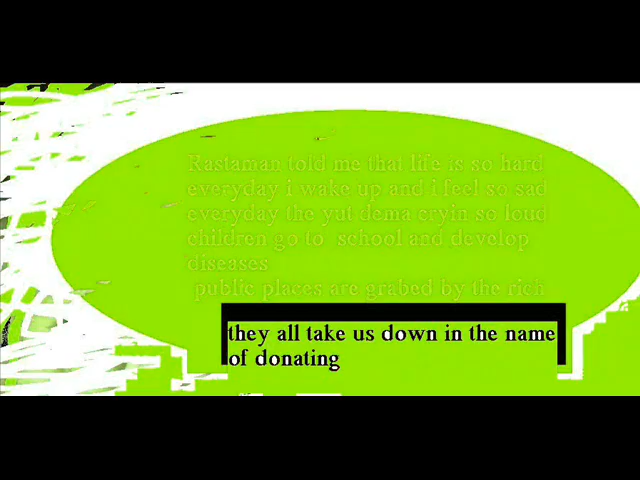 Rastaman told me that life is so hard
everyday i wake up and i feel so sad
everyday the yut dema cryin so loud
children go to school and develop
diseases
public places are grabed by the rich
they all take us down in the name
of donating